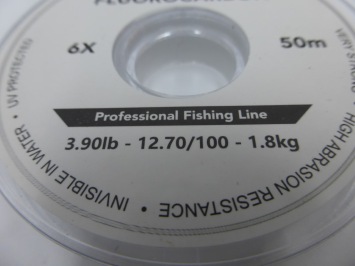 6X
50m
Professional Fishing Line
3.90lb - 12.70/100 - 1.8kg
• UV PROTECTED
HIGH ABRASION RESISTANCE • INVISIBLE IN WATER •